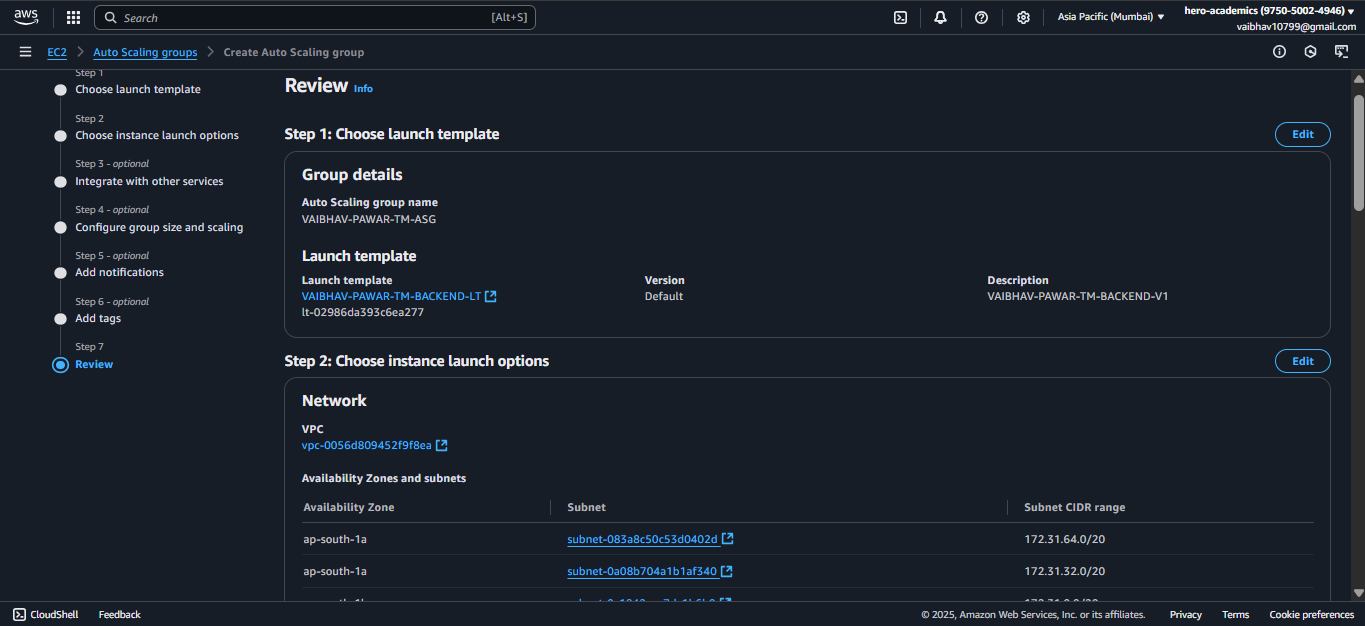 aws
Search [Alt+S]
Asia Pacific (Mumbai) ▼
hero-academics (9750-5002-4946) ▼
vaibhav10799@gmail.com
EC2 > Auto Scaling groups > Create Auto Scaling group
Step 1
Choose launch template
Step 2
Choose instance launch options
Step 3 - optional
Integrate with other services
Step 4 - optional
Configure group size and scaling
Step 5 - optional
Add notifications
Step 6 - optional
Add tags
Step 7
Review
Review Info
Step 1: Choose launch template
Edit
Group details
Auto Scaling group name
VAIBHAV-PAWAR-TM-ASG
Launch template
Launch template Version Description
VAIBHAV-PAWAR-TM-BACKEND-LT Default VAIBHAV-PAWAR-TM-BACKEND-V1
lt-02986da393c6ea277
Step 2: Choose instance launch options
Edit
Network
VPC
vpc-0056d809452f9f8ea
Availability Zones and subnets
Availability Zone Subnet Subnet CIDR range
ap-south-1a subnet-083a8c50c53d0402d 172.31.64.0/20
ap-south-1a subnet-0a08b704a1b1af340 172.31.32.0/20
CloudShell Feedback © 2025, Amazon Web Services, Inc. or its affiliates. Privacy Terms Cookie preferences